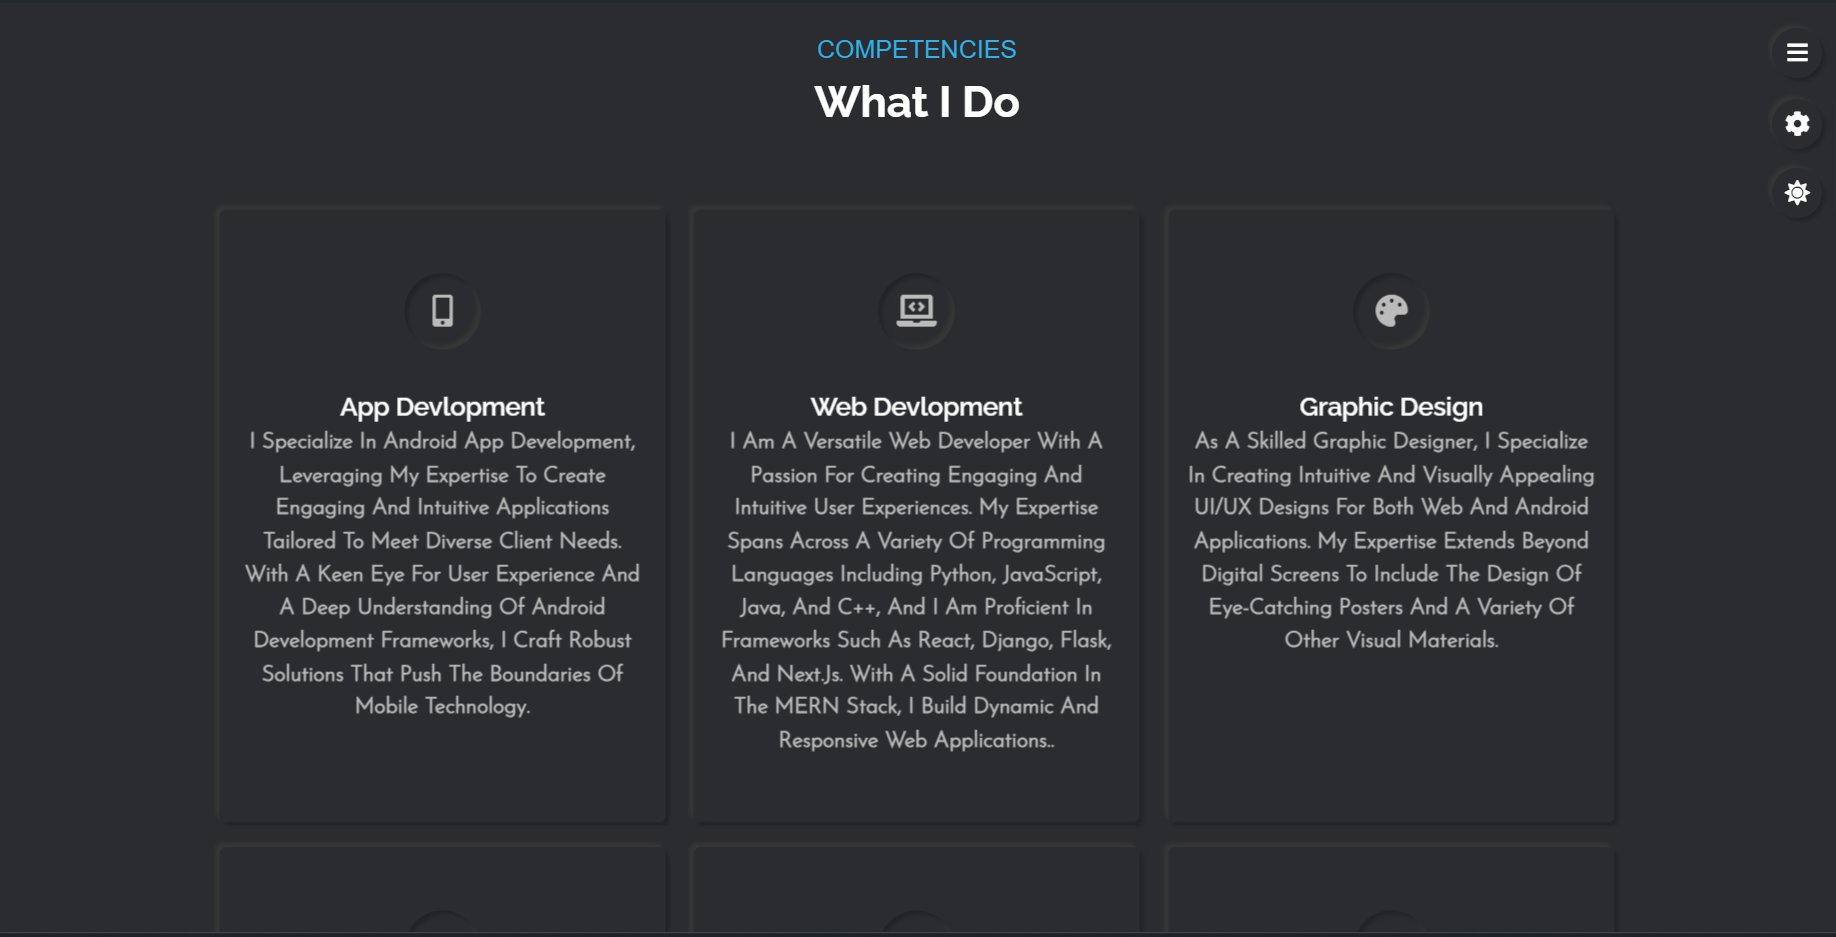 COMPETENCIES
What I Do
App Devlopment
I Specialize In Android App Development,
Leveraging My Expertise To Create
Engaging And Intuitive Applications
Tailored To Meet Diverse Client Needs.
With A Keen Eye For User Experience And
A Deep Understanding Of Android
Development Frameworks, I Craft Robust
Solutions That Push The Boundaries Of
Mobile Technology.
Web Devlopment
I Am A Versatile Web Developer With A
Passion For Creating Engaging And
Intuitive User Experiences. My Expertise
Spans Across A Variety Of Programming
Languages Including Python, JavaScript,
Java, And C++, And I Am Proficient In
Frameworks Such As React, Django, Flask,
And Next.Js. With A Solid Foundation In
The MERN Stack, I Build Dynamic And
Responsive Web Applications..
Graphic Design
As A Skilled Graphic Designer, I Specialize
In Creating Intuitive And Visually Appealing
UI/UX Designs For Both Web And Android
Applications. My Expertise Extends Beyond
Digital Screens To Include The Design Of
Eye-Catching Posters And A Variety Of
Other Visual Materials.